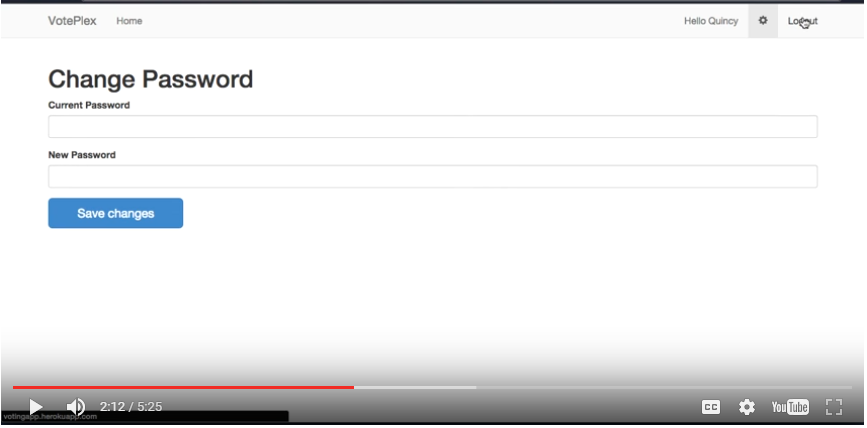 VotePlex Home Hello Quincy Logout
Change Password
Current Password
New Password
Save changes
2:12 / 5:25 CC YouTube
votingapp.herokuapp.com